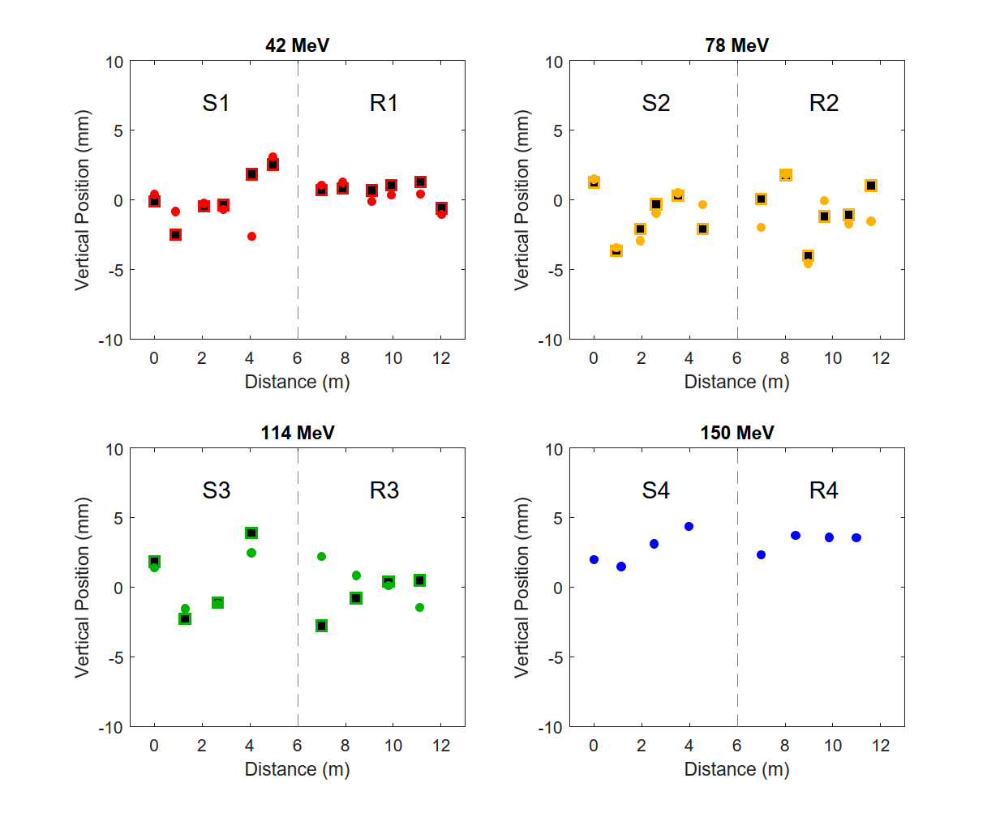 42 MeV
10
5
0
-5
-10
Vertical Position (mm)
S1
R1
0 2 4 6 8 10 12
Distance (m)
78 MeV
10
5
0
-5
-10
Vertical Position (mm)
S2
R2
0 2 4 6 8 10 12
Distance (m)
114 MeV
10
5
0
-5
-10
Vertical Position (mm)
S3
R3
0 2 4 6 8 10 12
Distance (m)
150 MeV
10
5
0
-5
-10
Vertical Position (mm)
S4
R4
0 2 4 6 8 10 12
Distance (m)